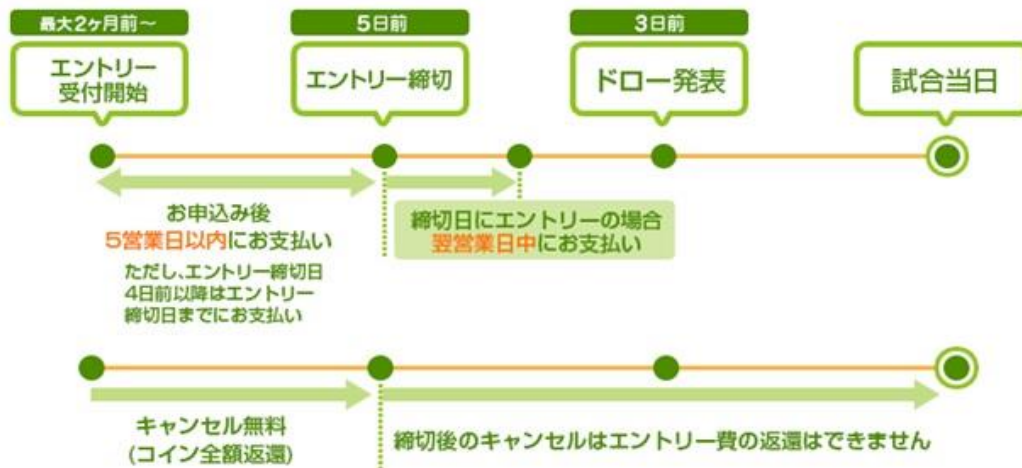 最大2ヶ月前~
エントリー
受付開始
5日前
エントリー締切
3日前
ドロー発表
試合当日
お申込み後
5営業日以内にお支払い
ただし、エントリー締切日
4日前以降はエントリー
締切日までにお支払い
締切日にエントリーの場合
翌営業日中にお支払い
キャンセル無料
(コイン全額返還)
締切後のキャンセルはエントリー費の返還はできません